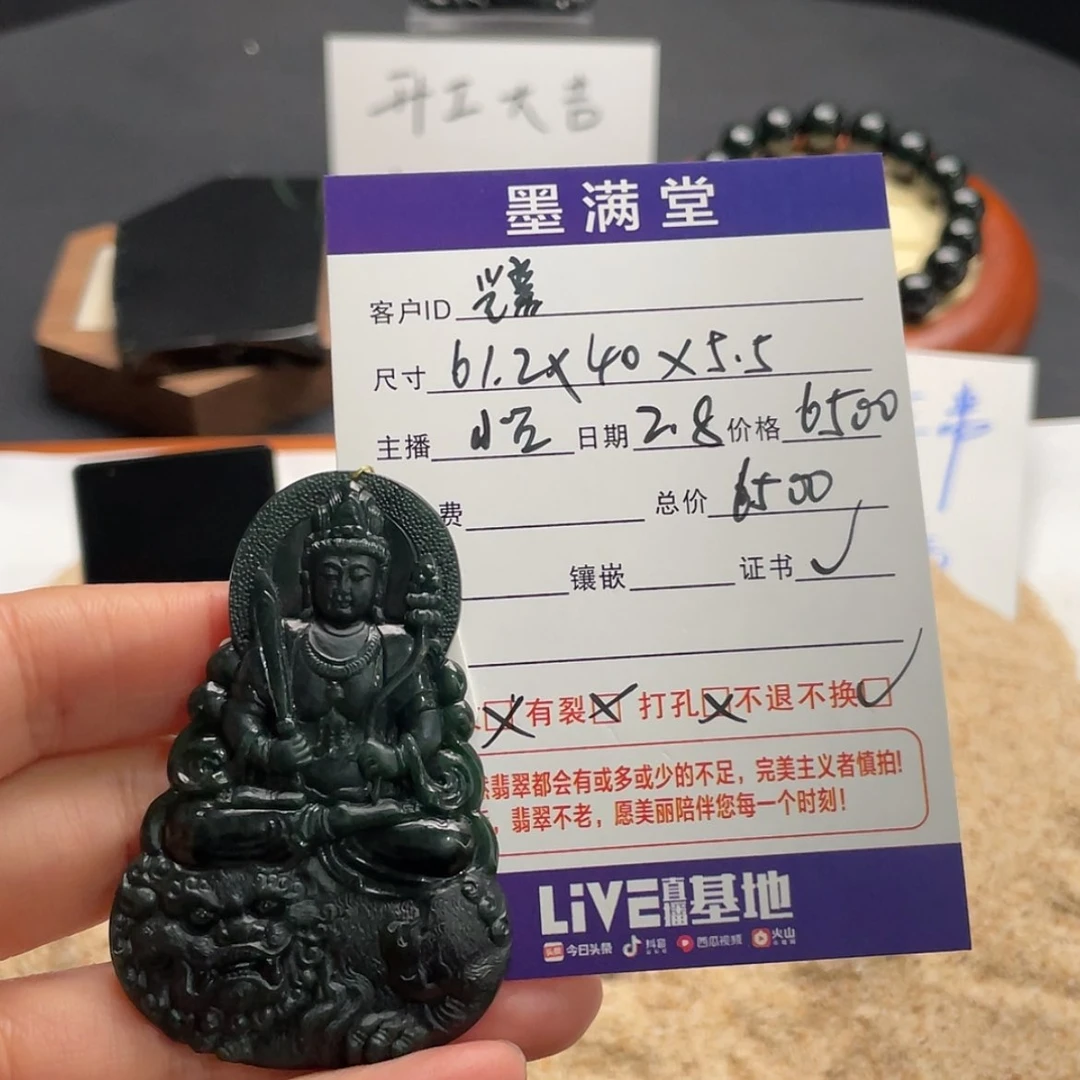 开工大吉
墨满堂
客户ID
尺寸 61.2×40×5.5
主播 日期 2.8 价格 6500
费 总价 6500
镶嵌 证书 ✓
☒ 有裂☒ 打孔☒ 不退不换☑
然翡翠都会有或多或少的不足，完美主义者慎拍！
，翡翠不老，愿美丽陪伴您每一个时刻！
LiVE直播基地
头条 今日头条 抖音 西瓜视频 火山